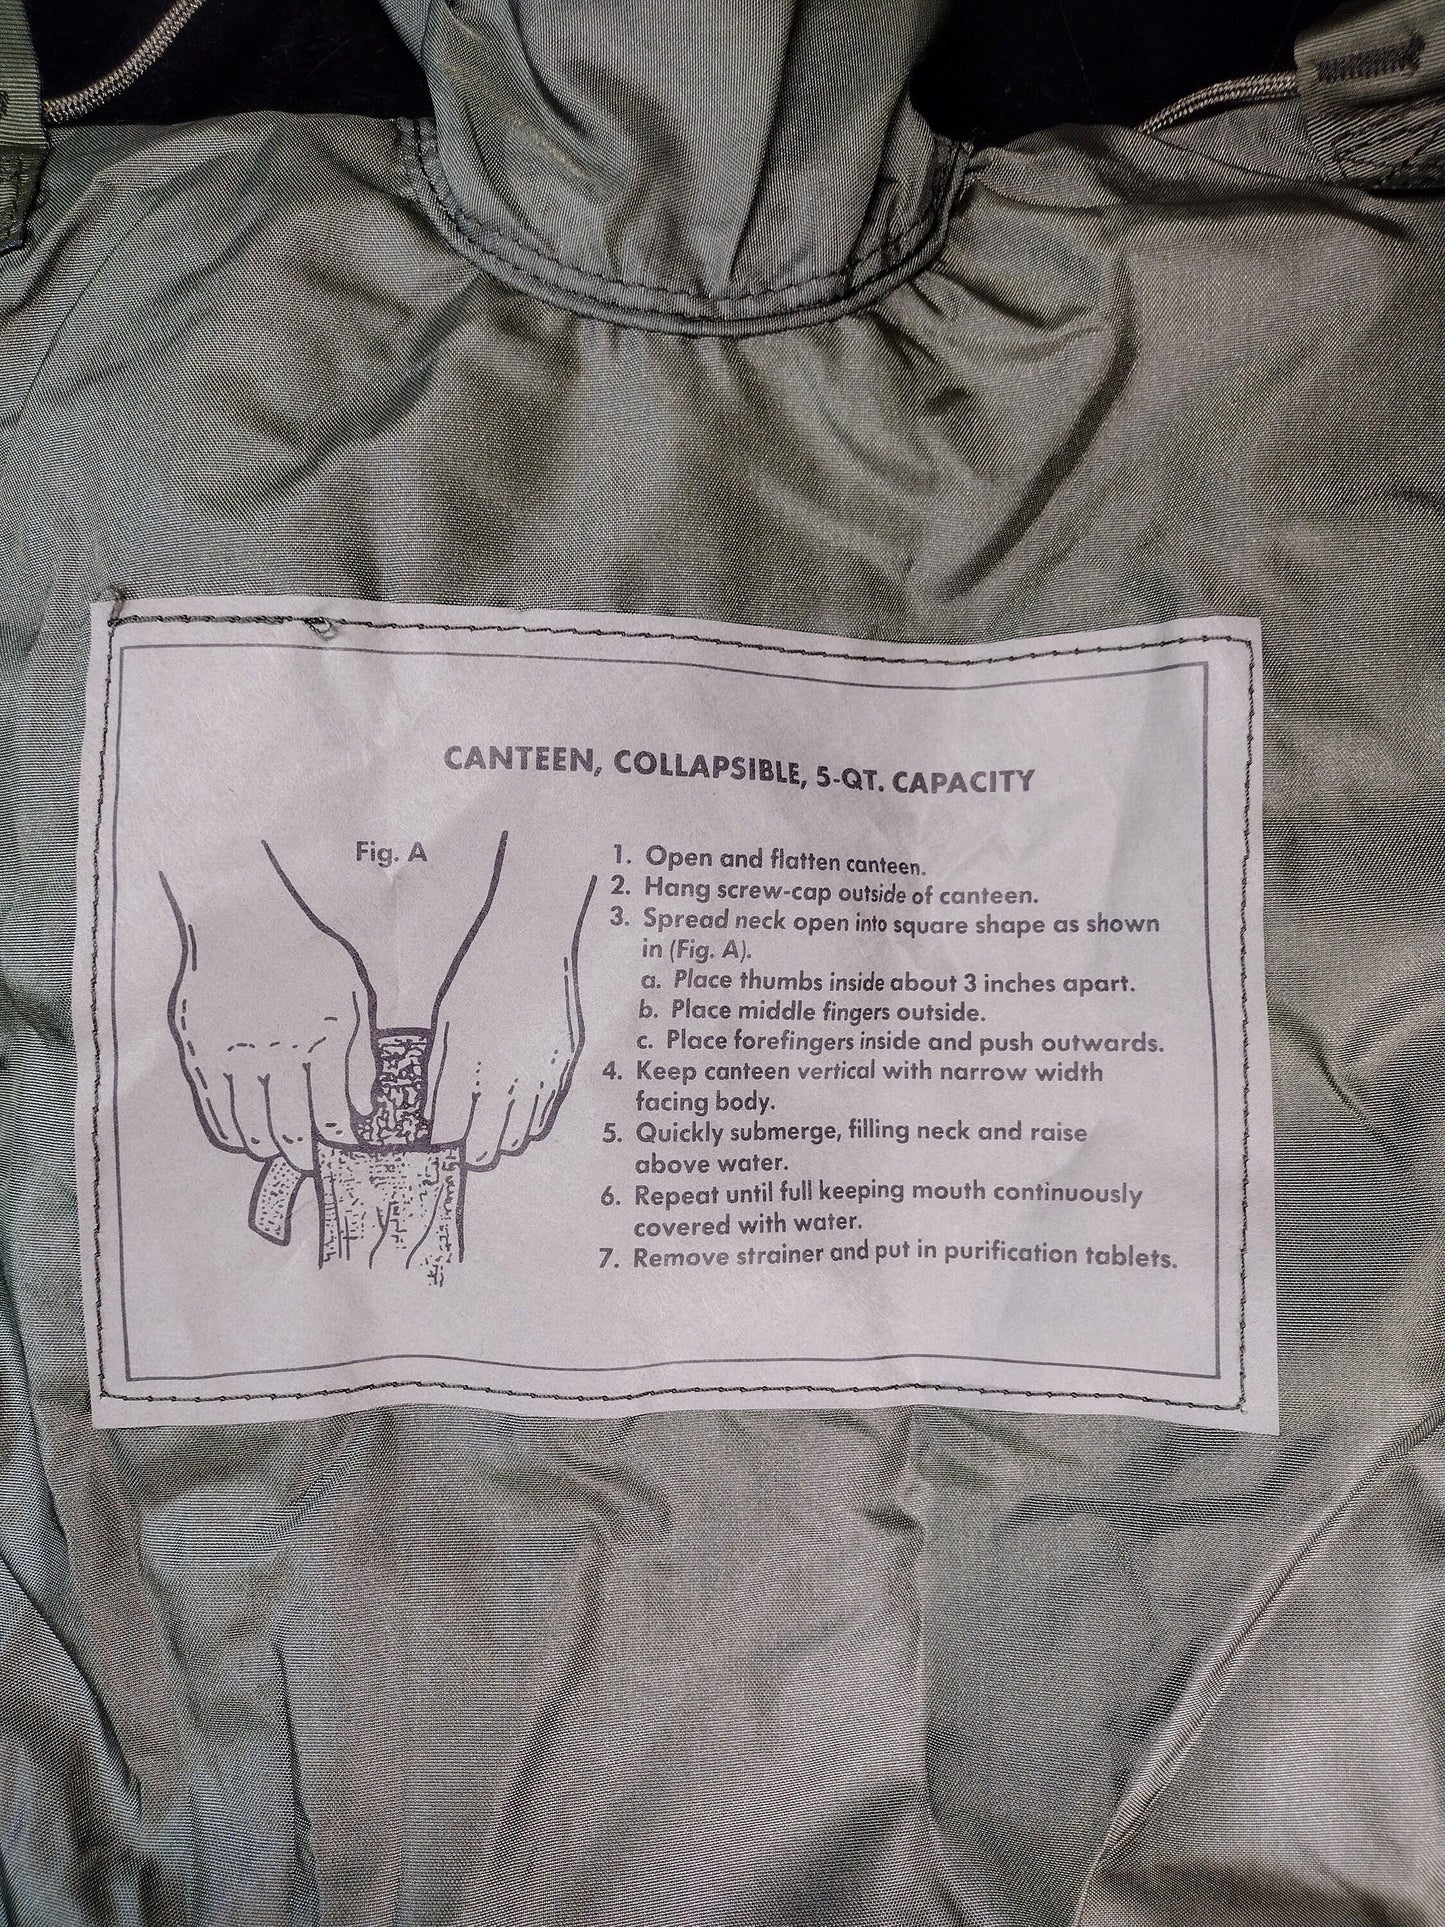 CANTEEN, COLLAPSIBLE, 5-QT. CAPACITY
Fig. A
1. Open and flatten canteen.
2. Hang screw-cap outside of canteen.
3. Spread neck open into square shape as shown
in (Fig. A).
a. Place thumbs inside about 3 inches apart.
b. Place middle fingers outside.
c. Place forefingers inside and push outwards.
4. Keep canteen vertical with narrow width
facing body.
5. Quickly submerge, filling neck and raise
above water.
6. Repeat until full keeping mouth continuously
covered with water.
7. Remove strainer and put in purification tablets.